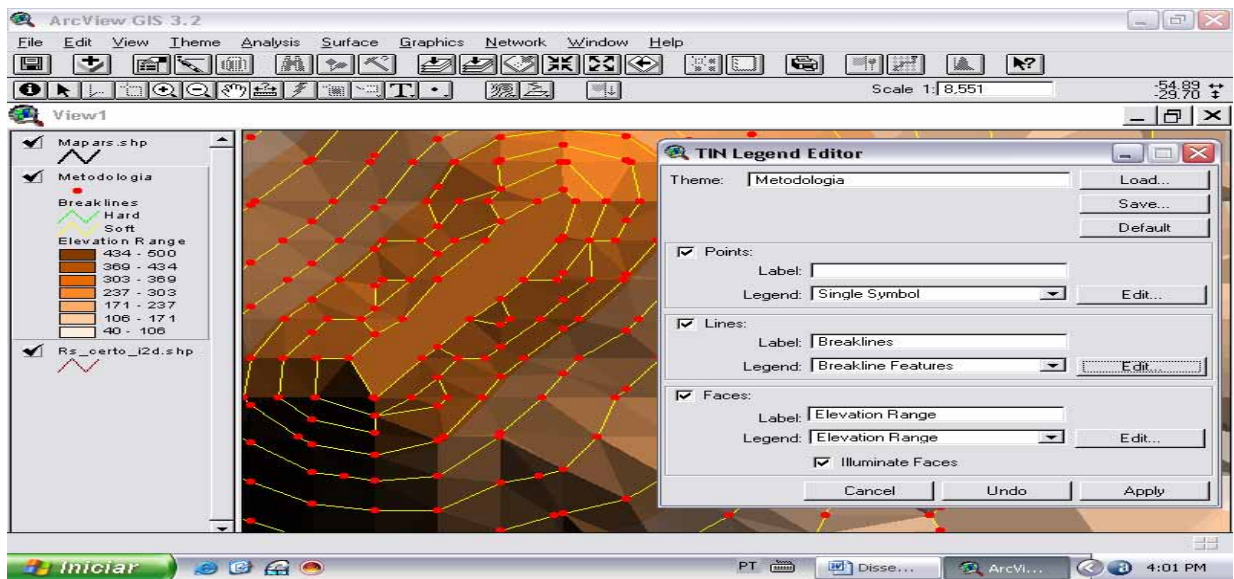 ArcView GIS 3.2
File Edit View Theme Analysis Surface Graphics Network Window Help
Scale 1: 8,551
-54.89
-29.70
View1
Mapars.shp
Metodologia
Breaklines
Hard
Soft
Elevation Range
434 - 500
369 - 434
303 - 369
237 - 303
171 - 237
106 - 171
40 - 106
Rs_certo_i2d.shp
TIN Legend Editor
Theme: Metodologia
Load...
Save...
Default
Points:
Label:
Legend: Single Symbol Edit...
Lines:
Label: Breaklines
Legend: Breakline Features Edit...
Faces:
Label: Elevation Range
Legend: Elevation Range Edit...
Illuminate Faces
Cancel Undo Apply
Iniciar PT Disse... ArcVi... 4:01 PM